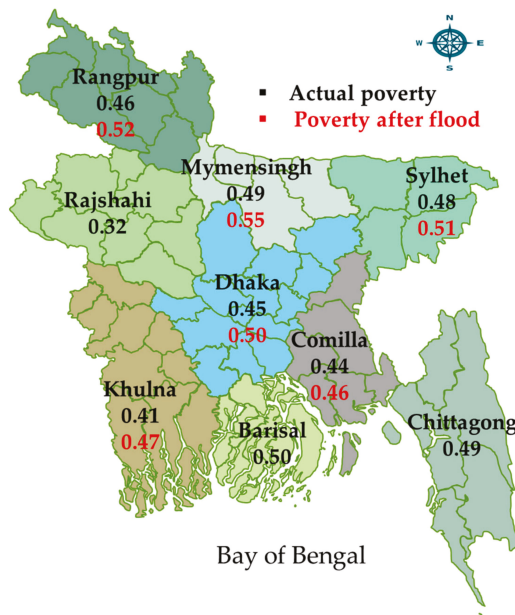 N
W E
S
Rangpur
0.46
0.52
▪ Actual poverty
▪ Poverty after flood
Mymensingh
0.49
0.55
Sylhet
0.48
0.51
Rajshahi
0.32
Dhaka
0.45
0.50
Comilla
0.44
0.46
Khulna
0.41
0.47
Barisal
0.50
Chittagong
0.49
Bay of Bengal